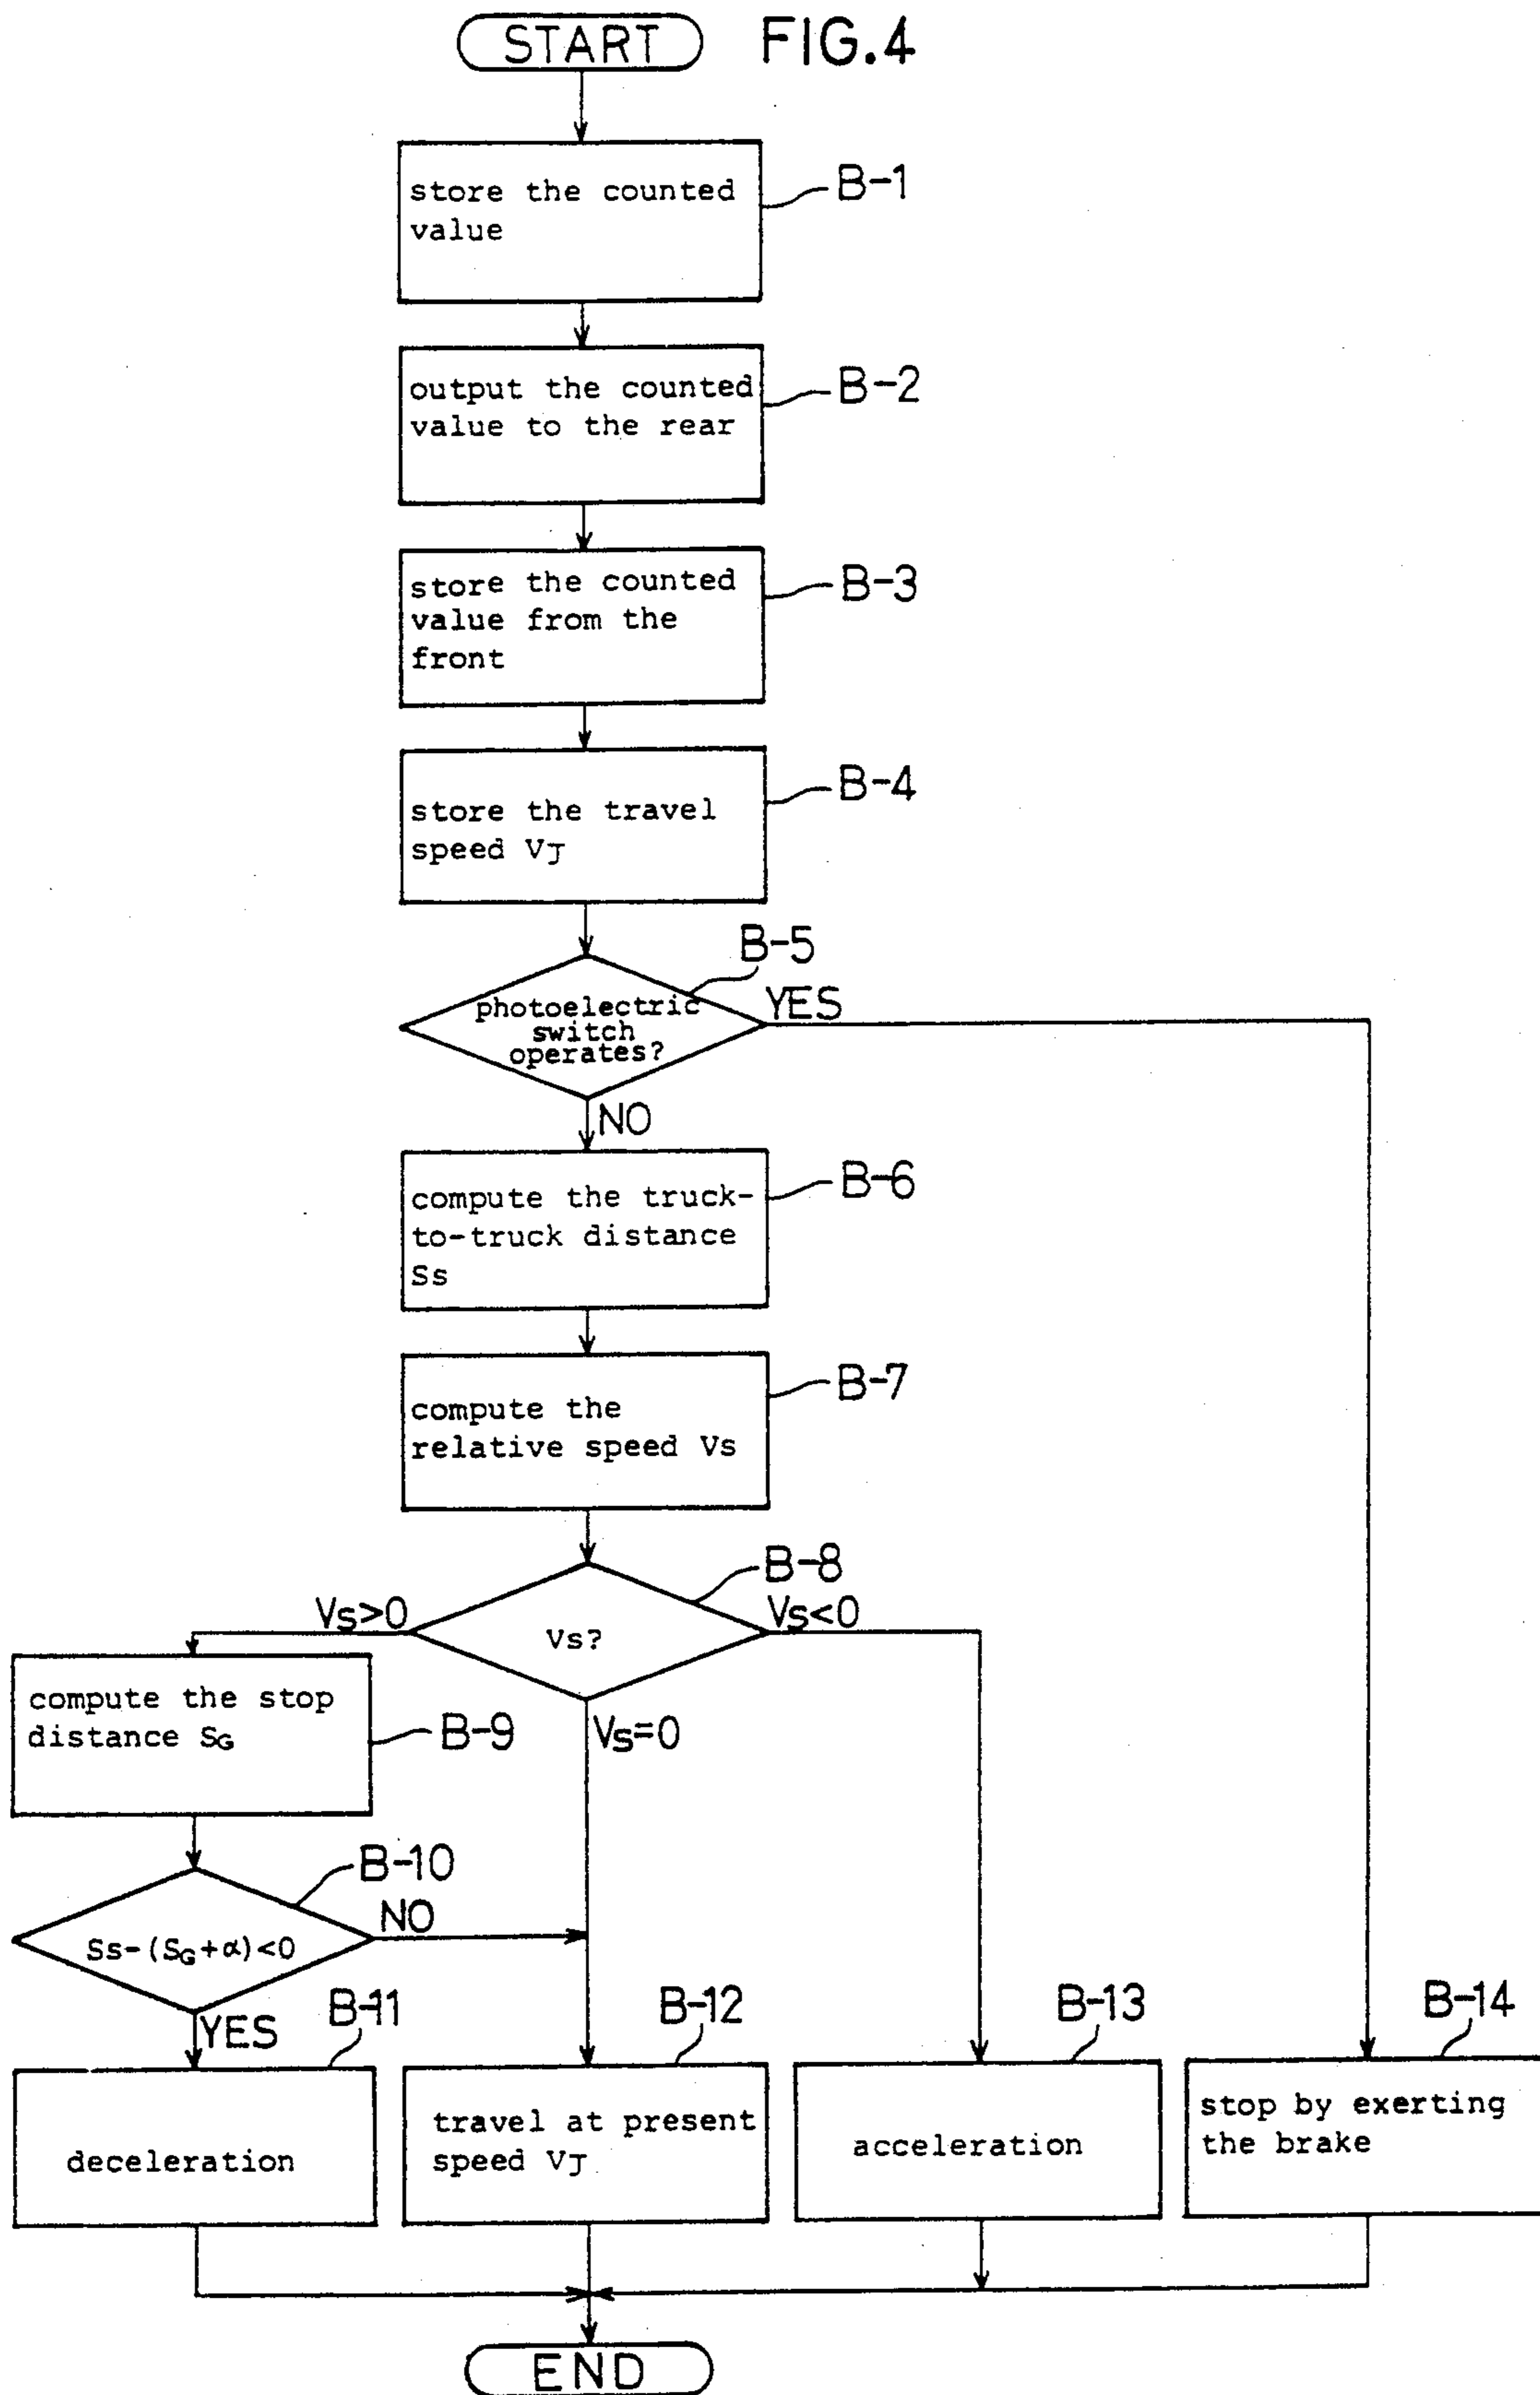 START
FIG.4
store the counted
value
B-1
output the counted
value to the rear
B-2
store the counted
value from the
front
B-3
store the travel
speed VJ
B-4
B-5
photoelectric
switch
operates?
YES
NO
compute the truck-
to-truck distance
Ss
B-6
compute the
relative speed Vs
B-7
B-8
Vs>0
Vs?
Vs<0
Vs=0
compute the stop
distance SG
B-9
B-10
Ss-(SG+α)<0
NO
YES
B-11
B-12
B-13
B-14
deceleration
travel at present
speed VJ
acceleration
stop by exerting
the brake
END